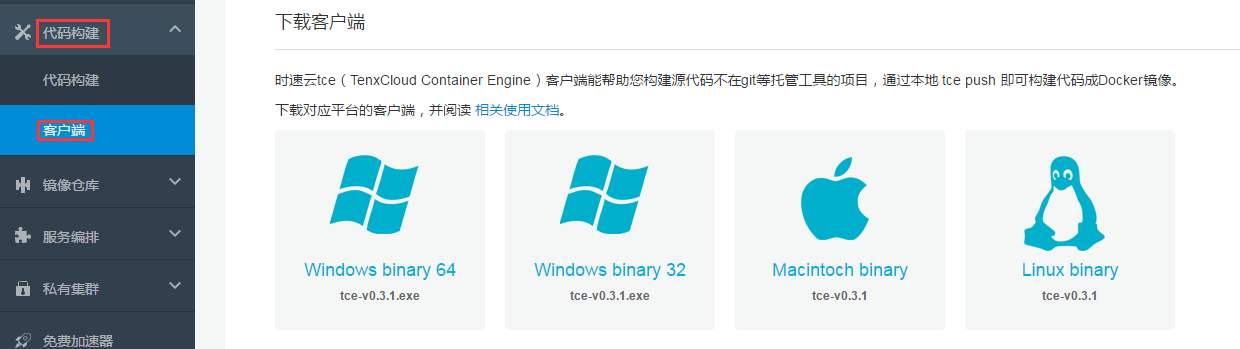 代码构建
代码构建
客户端
镜像仓库
服务编排
私有集群
免费加速器
下载客户端
时速云tce（TenxCloud Container Engine）客户端能帮助您构建源代码不在git等托管工具的项目，通过本地 tce push 即可构建代码成Docker镜像。
下载对应平台的客户端，并阅读 相关使用文档。
Windows binary 64
tce-v0.3.1.exe
Windows binary 32
tce-v0.3.1.exe
Macintoch binary
tce-v0.3.1
Linux binary
tce-v0.3.1